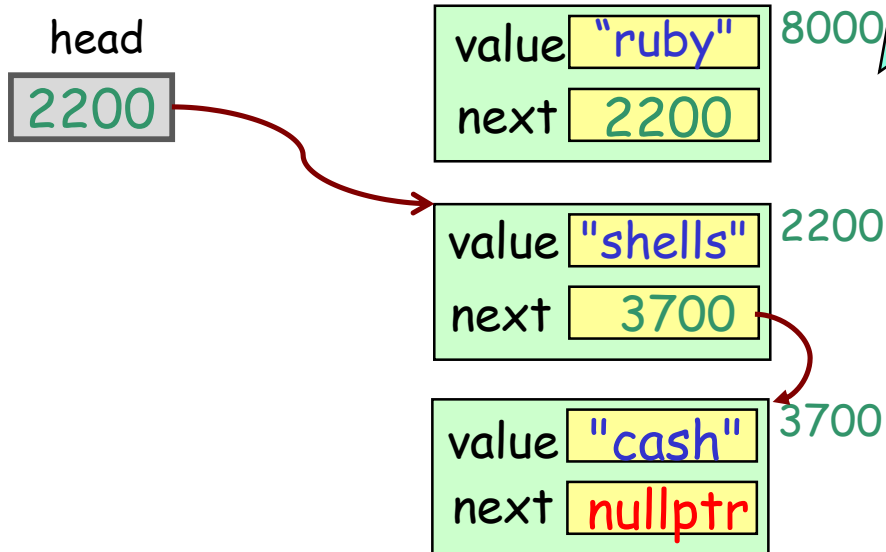 head
2200
value “ruby" 8000
next 2200
value "shells" 2200
next 3700
value "cash" 3700
next nullptr